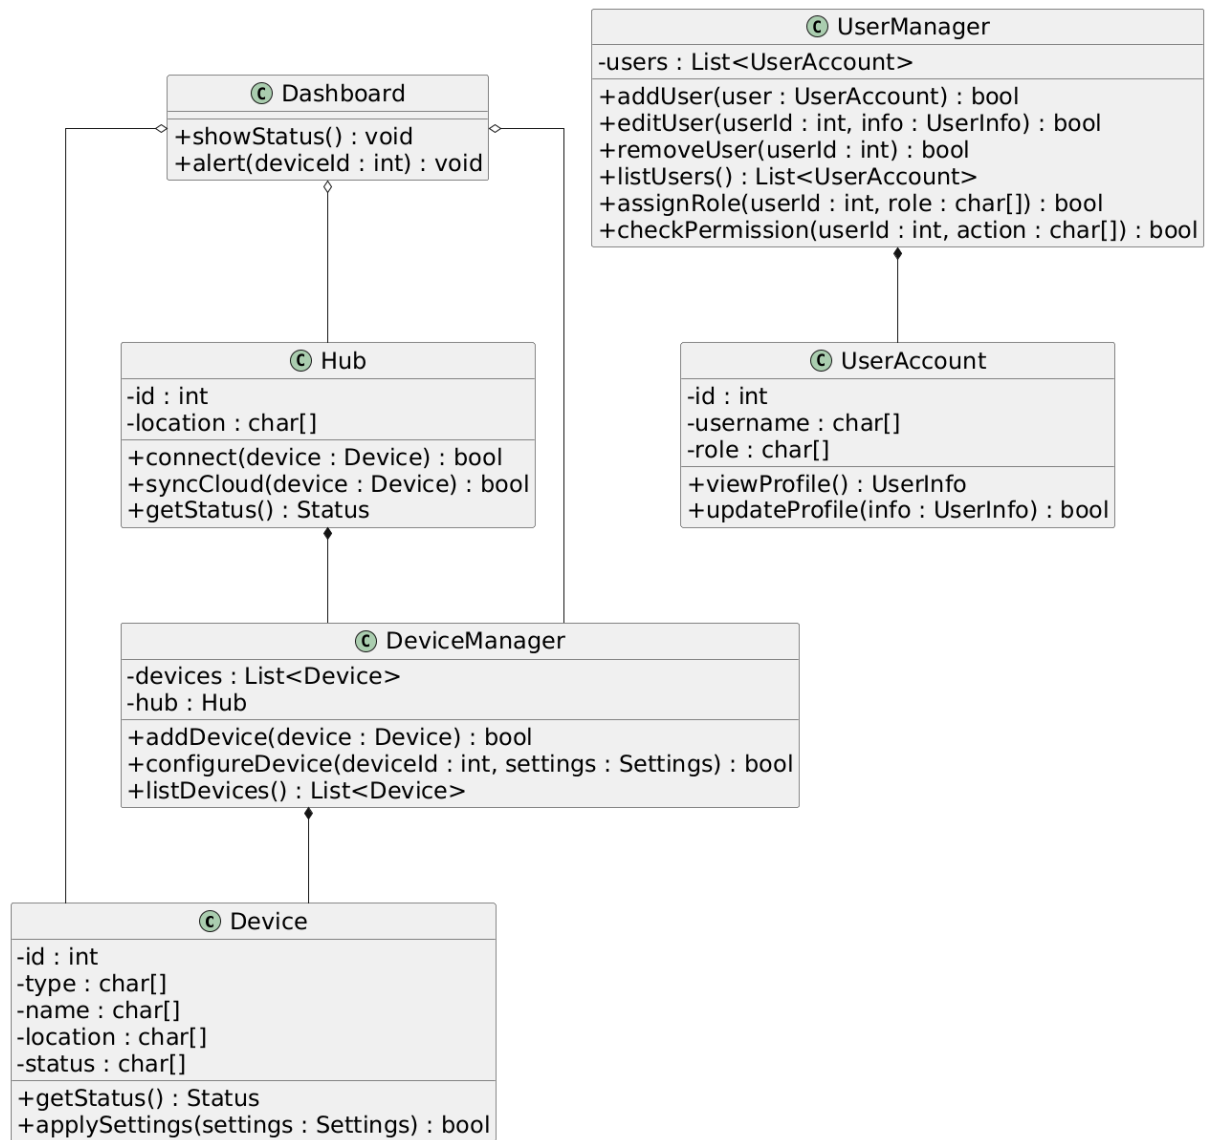 C Dashboard
+showStatus() : void
+alert(deviceId : int) : void
C UserManager
-users : List<UserAccount>
+addUser(user : UserAccount) : bool
+editUser(userId : int, info : UserInfo) : bool
+removeUser(userId : int) : bool
+listUsers() : List<UserAccount>
+assignRole(userId : int, role : char[]) : bool
+checkPermission(userId : int, action : char[]) : bool
C Hub
-id : int
-location : char[]
+connect(device : Device) : bool
+syncCloud(device : Device) : bool
+getStatus() : Status
C UserAccount
-id : int
-username : char[]
-role : char[]
+viewProfile() : UserInfo
+updateProfile(info : UserInfo) : bool
C DeviceManager
-devices : List<Device>
-hub : Hub
+addDevice(device : Device) : bool
+configureDevice(deviceId : int, settings : Settings) : bool
+listDevices() : List<Device>
C Device
-id : int
-type : char[]
-name : char[]
-location : char[]
-status : char[]
+getStatus() : Status
+applySettings(settings : Settings) : bool